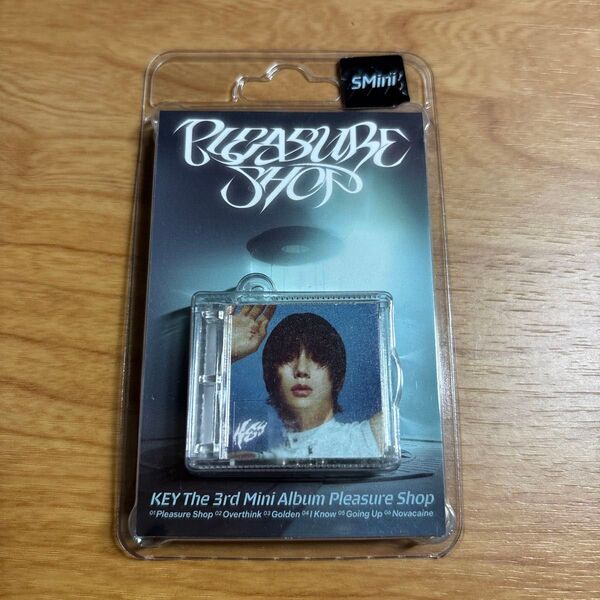 SMini
PLEASURE
SHOP
KEY
KEY The 3rd Mini Album Pleasure Shop
01 Pleasure Shop 02 Overthink 03 Golden 04 I Know 05 Going Up 06 Novacaine